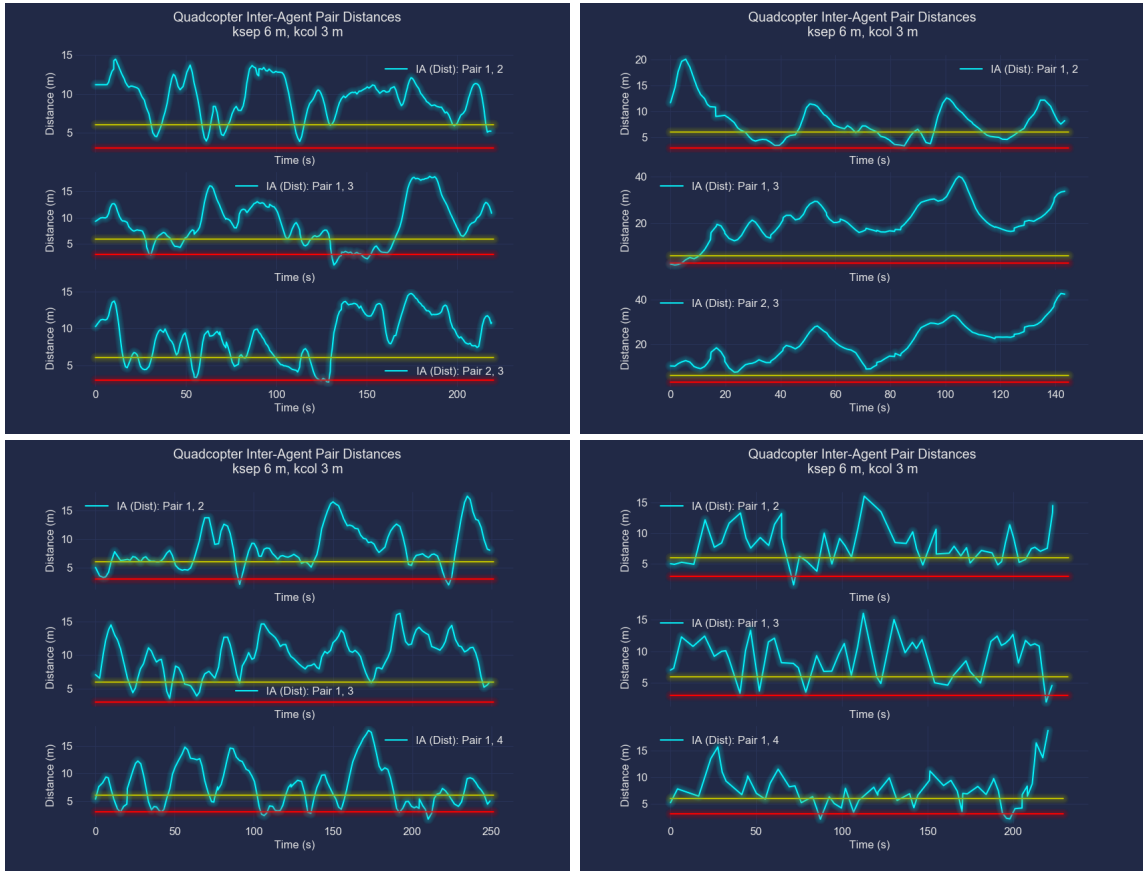 Quadcopter Inter-Agent Pair Distances
ksep 6 m, kcol 3 m
15
10
5
Distance (m)
IA (Dist): Pair 1, 2
Time (s)
15
10
5
Distance (m)
IA (Dist): Pair 1, 3
Time (s)
15
10
5
Distance (m)
IA (Dist): Pair 2, 3
0 50 100 150 200
Time (s)
Quadcopter Inter-Agent Pair Distances
ksep 6 m, kcol 3 m
20
15
10
5
Distance (m)
IA (Dist): Pair 1, 2
Time (s)
40
20
Distance (m)
IA (Dist): Pair 1, 3
Time (s)
40
20
Distance (m)
IA (Dist): Pair 2, 3
0 20 40 60 80 100 120 140
Time (s)
Quadcopter Inter-Agent Pair Distances
ksep 6 m, kcol 3 m
15
10
5
Distance (m)
IA (Dist): Pair 1, 2
Time (s)
15
10
5
Distance (m)
IA (Dist): Pair 1, 3
Time (s)
15
10
5
Distance (m)
IA (Dist): Pair 1, 4
0 50 100 150 200 250
Time (s)
Quadcopter Inter-Agent Pair Distances
ksep 6 m, kcol 3 m
15
10
5
Distance (m)
IA (Dist): Pair 1, 2
Time (s)
15
10
5
Distance (m)
IA (Dist): Pair 1, 3
Time (s)
15
10
5
Distance (m)
IA (Dist): Pair 1, 4
0 50 100 150 200
Time (s)